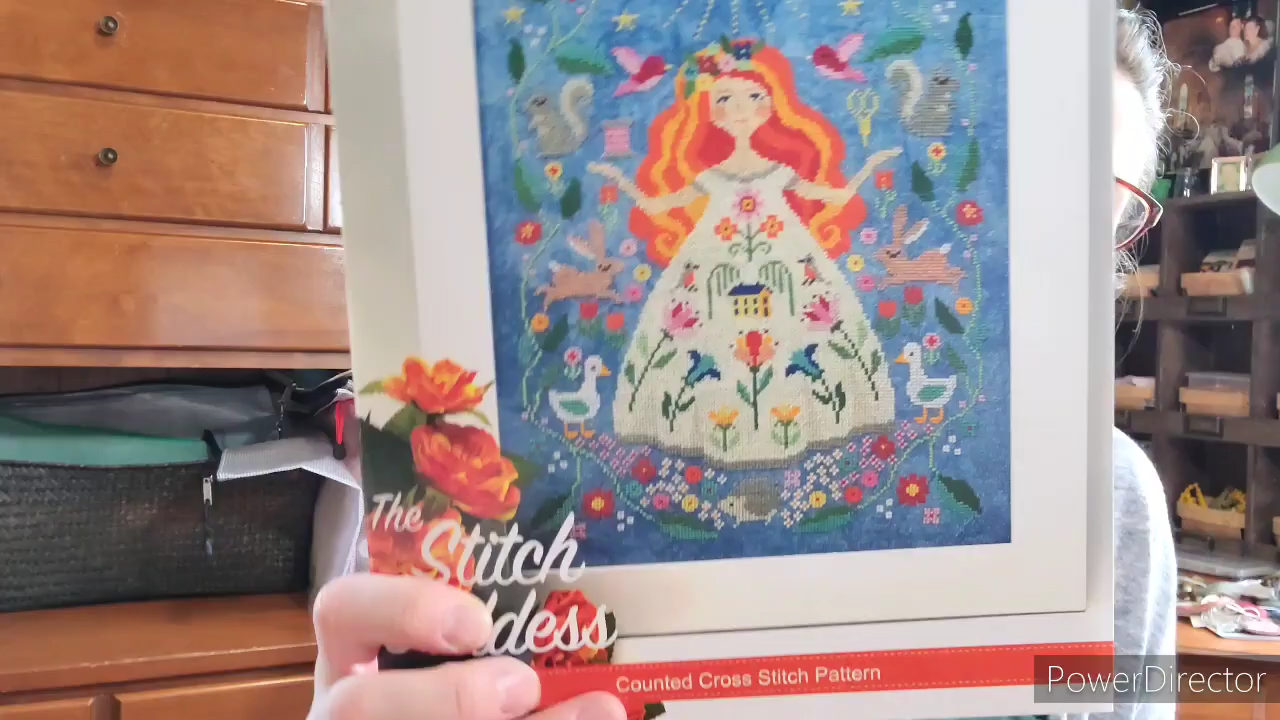 The
Stitch
Counted Cross Stitch Pattern
PowerDirector